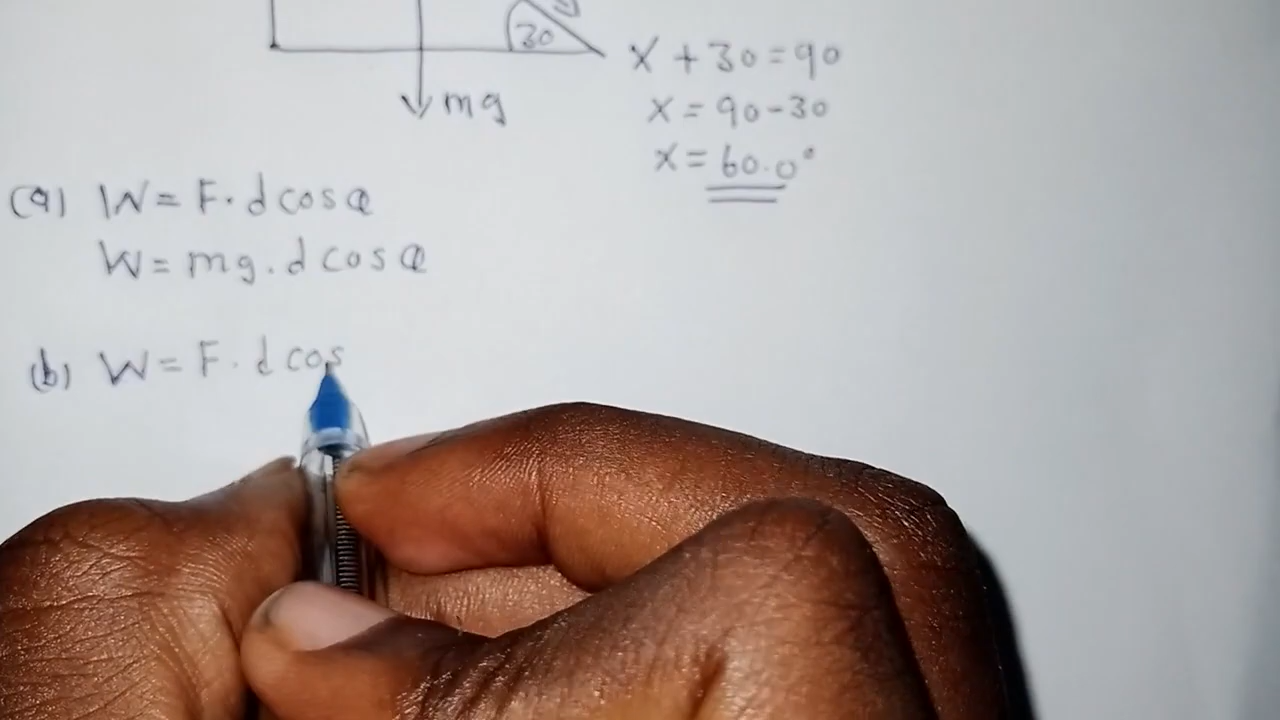 30
x + 30 = 90
mg
x = 90 - 30
x = 60.0°
(a) W = F. d cos θ
W = mg. d cos θ
(b) W = F. d cos